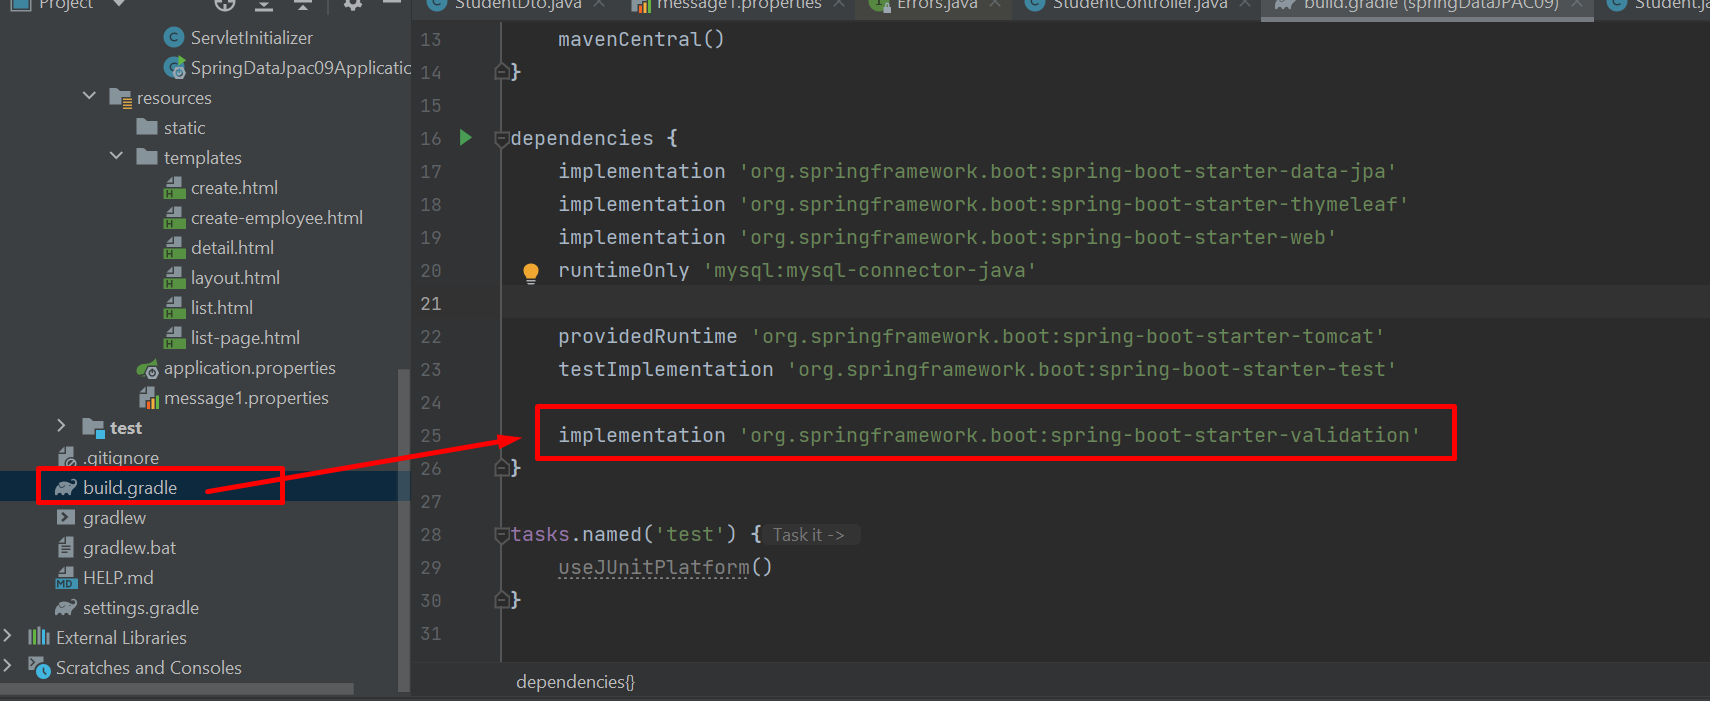 Project
StudentDto.java
message1.properties
Errors.java
StudentController.java
build.gradle (springDataJPAC09)
ServletInitializer
SpringDataJpac09Applicatio
resources
static
templates
create.html
create-employee.html
detail.html
layout.html
list.html
list-page.html
application.properties
message1.properties
test
.gitignore
build.gradle
gradlew
gradlew.bat
HELP.md
settings.gradle
External Libraries
Scratches and Consoles
13 mavenCentral()
14 }
15
16 dependencies {
17 implementation 'org.springframework.boot:spring-boot-starter-data-jpa'
18 implementation 'org.springframework.boot:spring-boot-starter-thymeleaf'
19 implementation 'org.springframework.boot:spring-boot-starter-web'
20 runtimeOnly 'mysql:mysql-connector-java'
21
22 providedRuntime 'org.springframework.boot:spring-boot-starter-tomcat'
23 testImplementation 'org.springframework.boot:spring-boot-starter-test'
24
25 implementation 'org.springframework.boot:spring-boot-starter-validation'
26 }
27
28 tasks.named('test') { Task it ->
29 useJUnitPlatform()
30 }
31
dependencies{}